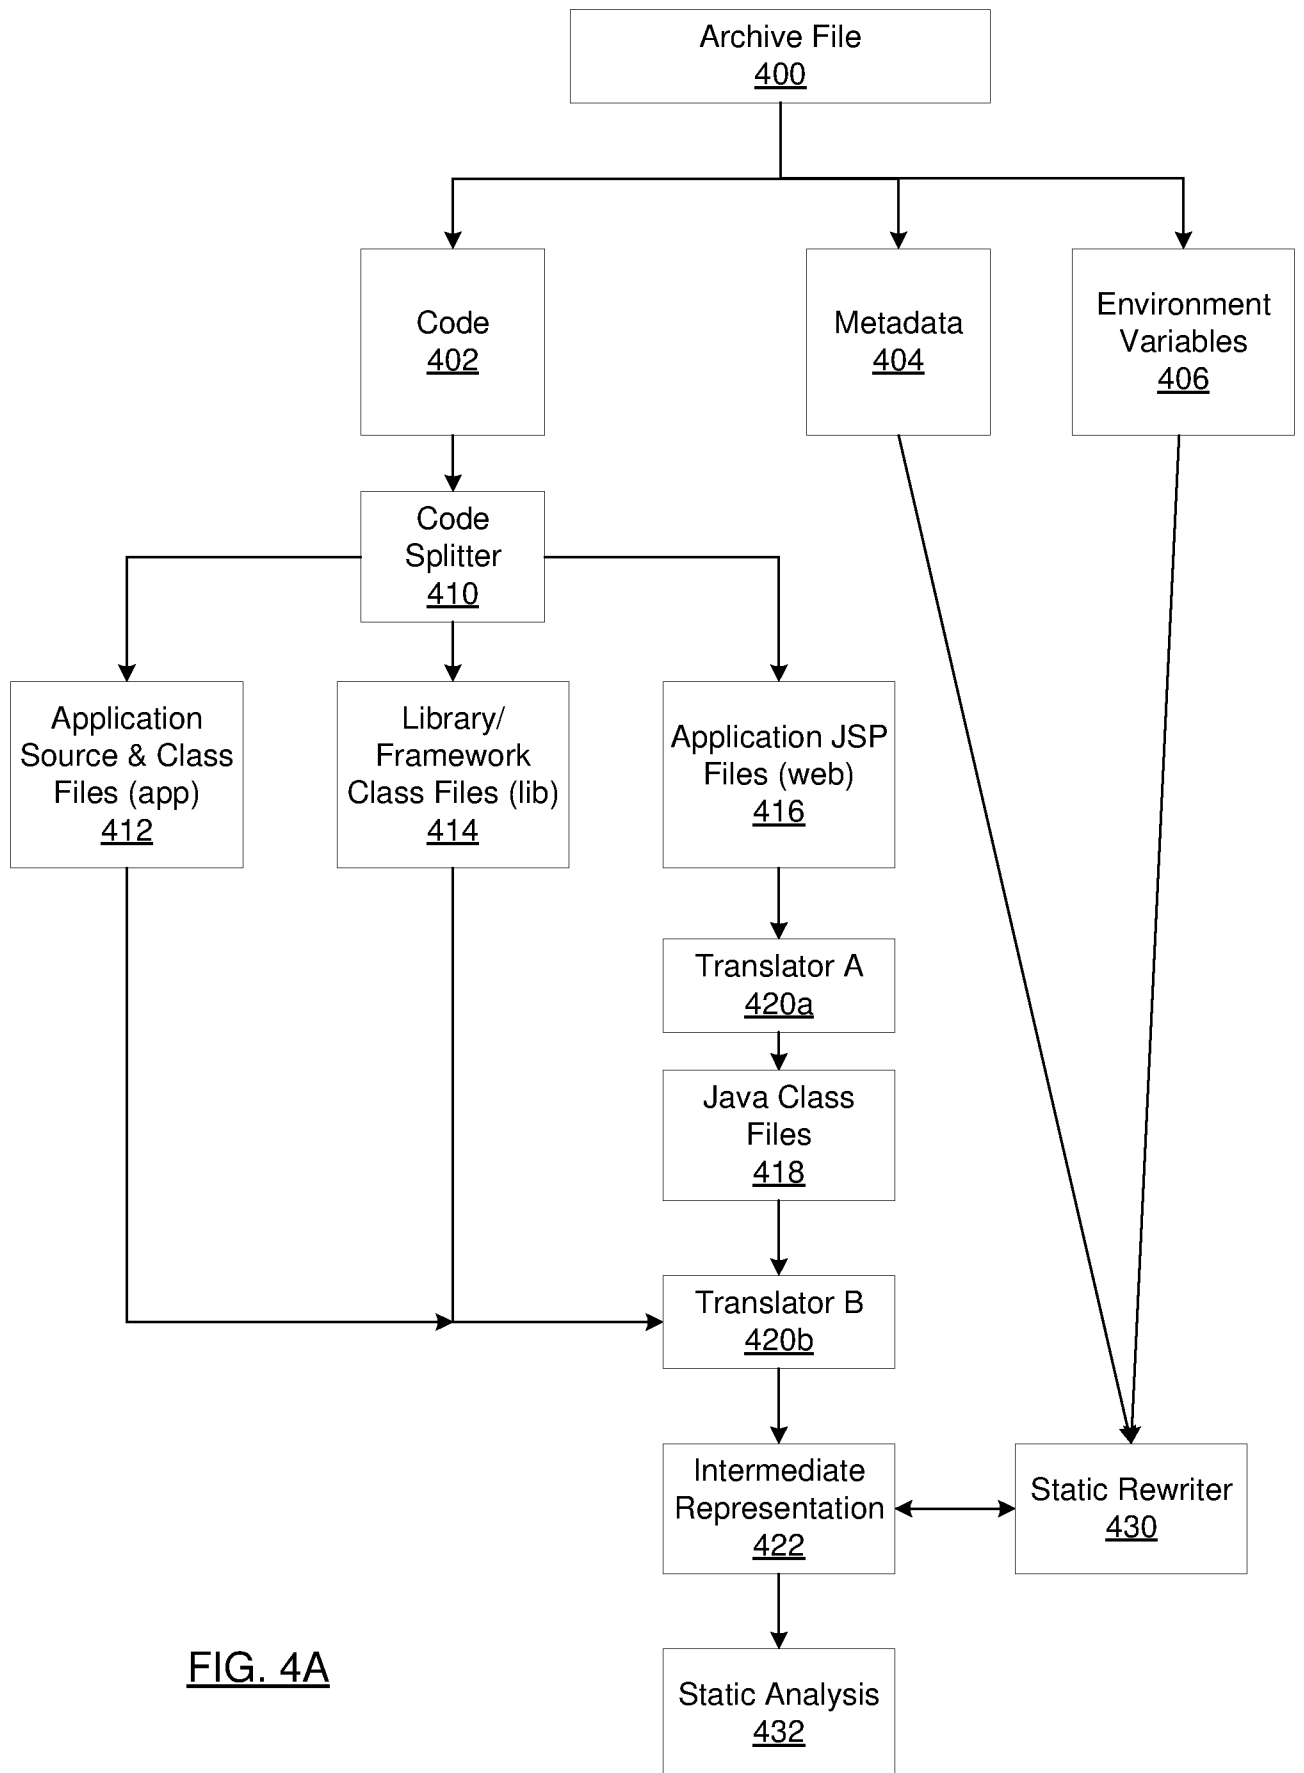 Archive File
400
Code
402
Metadata
404
Environment
Variables
406
Code
Splitter
410
Application
Source & Class
Files (app)
412
Library/
Framework
Class Files (lib)
414
Application JSP
Files (web)
416
Translator A
420a
Java Class
Files
418
Translator B
420b
Intermediate
Representation
422
Static Rewriter
430
Static Analysis
432
FIG. 4A